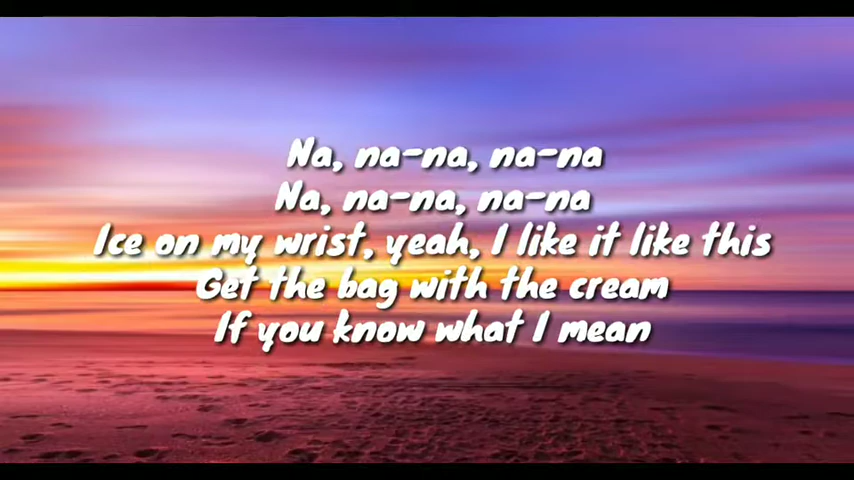 Na, na-na, na-na
Na, na-na, na-na
Ice on my wrist, yeah, I like it like this
Get the bag with the cream
If you know what I mean